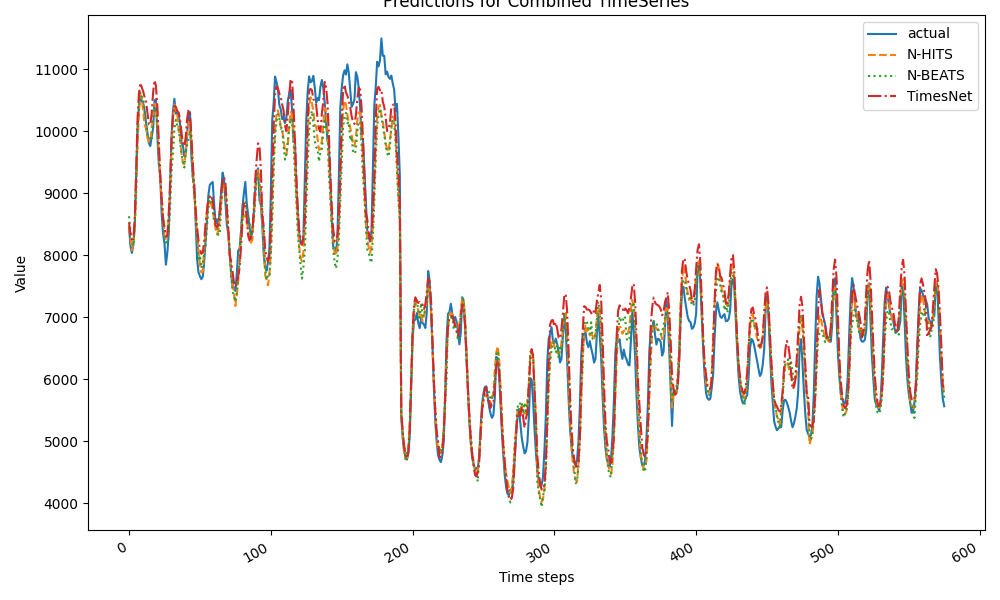 Predictions for Combined TimeSeries
actual
N-HITS
N-BEATS
TimesNet
11000
10000
9000
8000
7000
6000
5000
4000
Value
0
100
200
300
400
500
600
Time steps